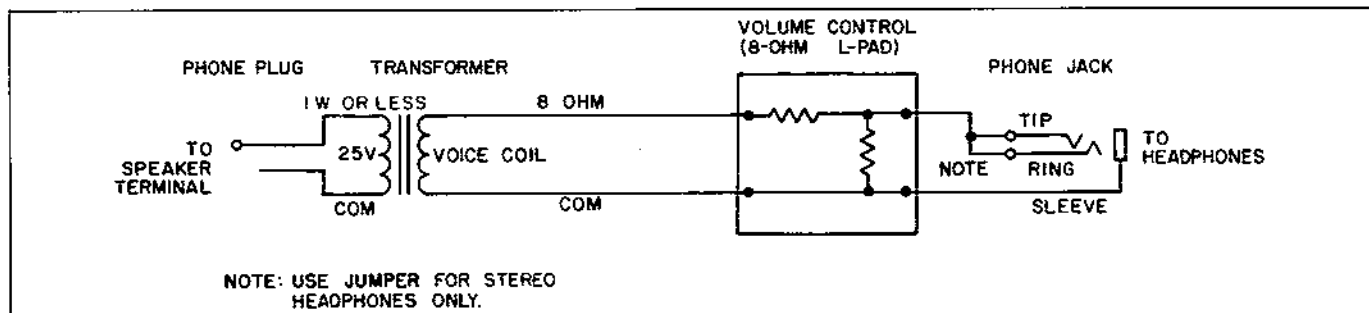 VOLUME CONTROL
(8-OHM L-PAD)
PHONE PLUG
TRANSFORMER
PHONE JACK
1 W OR LESS
8 OHM
TO
SPEAKER
TERMINAL
25V
VOICE COIL
COM
COM
TIP
RING
NOTE
SLEEVE
TO
HEADPHONES
NOTE: USE JUMPER FOR STEREO
HEADPHONES ONLY.